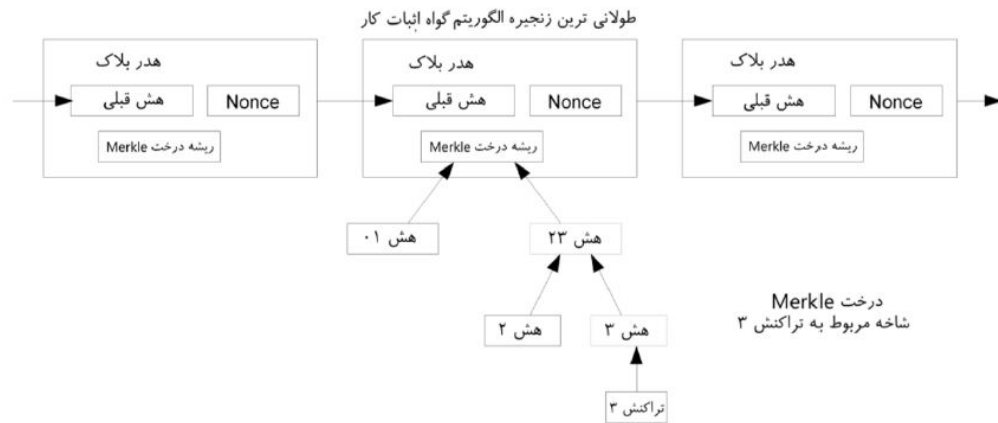 طولانی ترین زنجیره الگوریتم گواه اثبات کار
هدر بلاک
هش قبلی
Nonce
ریشه درخت Merkle
هدر بلاک
هش قبلی
Nonce
ریشه درخت Merkle
هدر بلاک
هش قبلی
Nonce
ریشه درخت Merkle
هش ۰۱
هش ۲۳
هش ۲
هش ۳
تراکنش ۳
درخت Merkle
شاخه مربوط به تراکنش ۳